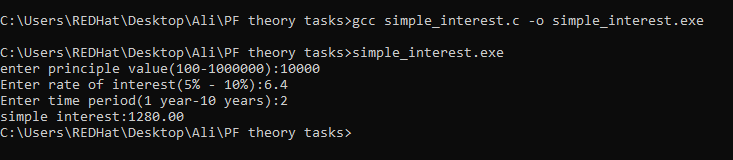 C:\Users\REDHat\Desktop\Ali\PF theory tasks>gcc simple_interest.c -o simple_interest.exe
C:\Users\REDHat\Desktop\Ali\PF theory tasks>simple_interest.exe
enter principle value(100-1000000):10000
Enter rate of interest(5% - 10%):6.4
Enter time period(1 year-10 years):2
simple interest:1280.00
C:\Users\REDHat\Desktop\Ali\PF theory tasks>